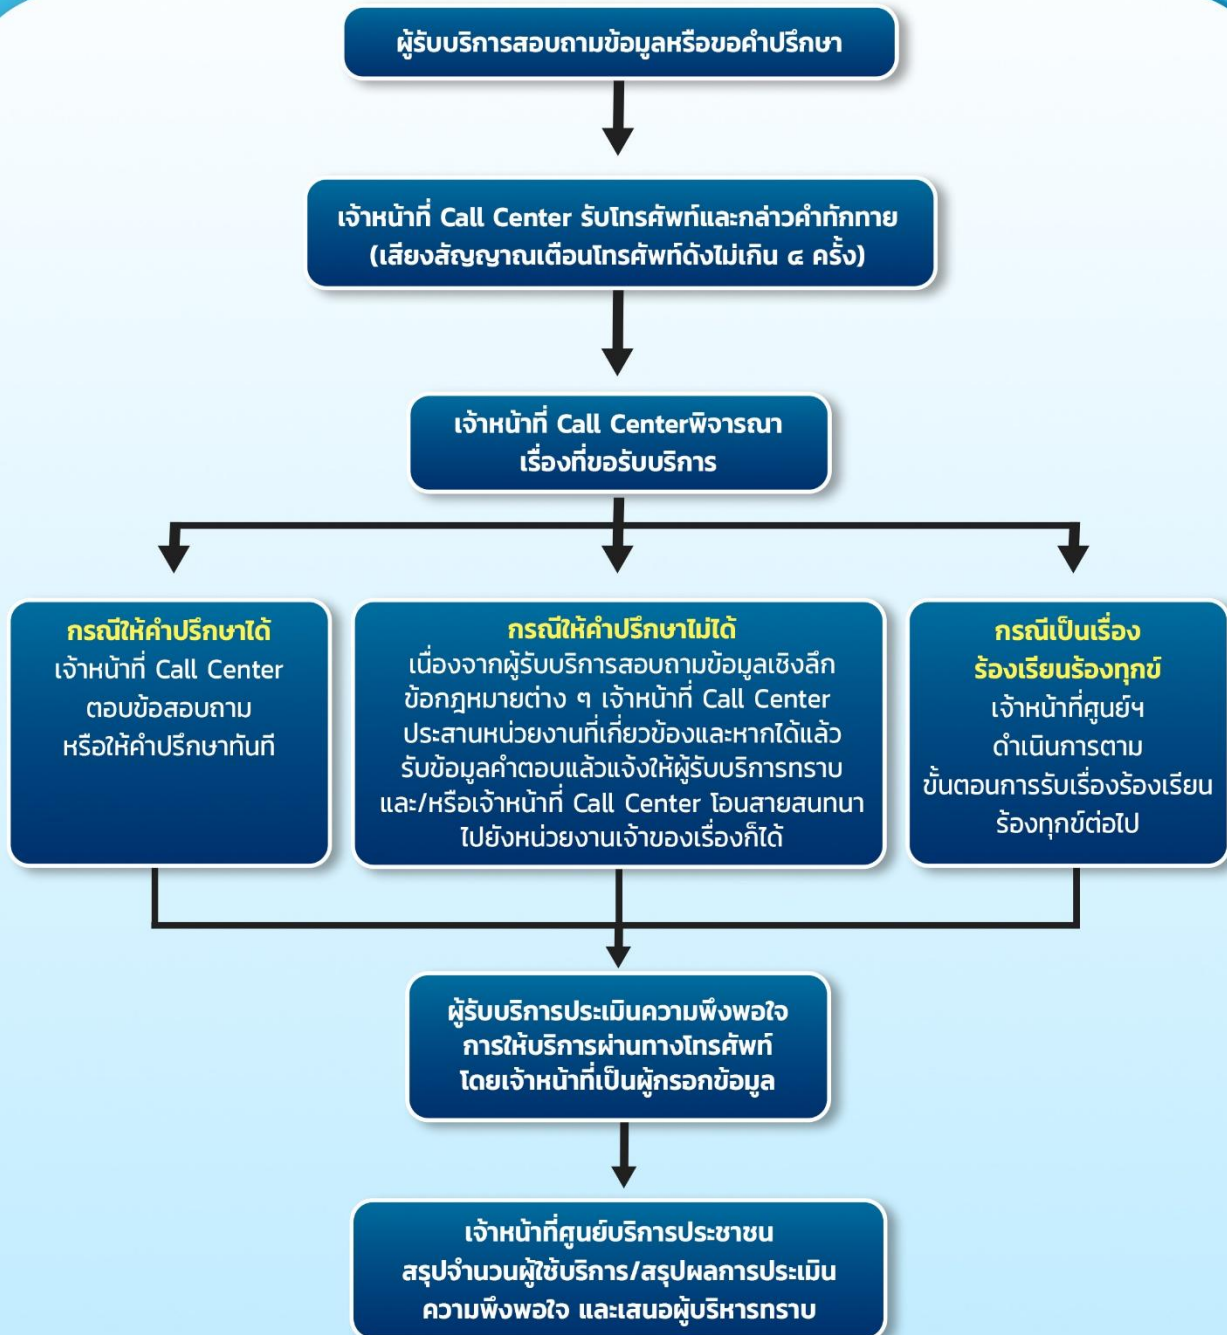 ผู้รับบริการสอบถามข้อมูลหรือขอคำปรึกษา
เจ้าหน้าที่ Call Center รับโทรศัพท์และกล่าวคำทักทาย
(เสียงสัญญาณเตือนโทรศัพท์ดังไม่เกิน ๔ ครั้ง)
เจ้าหน้าที่ Call Centerพิจารณา
เรื่องที่ขอรับบริการ
กรณีให้คำปรึกษาได้
เจ้าหน้าที่ Call Center
ตอบข้อสอบถาม
หรือให้คำปรึกษาทันที
กรณีให้คำปรึกษาไม่ได้
เนื่องจากผู้รับบริการสอบถามข้อมูลเชิงลึก
ข้อกฎหมายต่าง ๆ เจ้าหน้าที่ Call Center
ประสานหน่วยงานที่เกี่ยวข้องและหากได้แล้ว
รับข้อมูลคำตอบแล้วแจ้งให้ผู้รับบริการทราบ
และ/หรือเจ้าหน้าที่ Call Center โอนสายสนทนา
ไปยังหน่วยงานเจ้าของเรื่องก็ได้
กรณีเป็นเรื่อง
ร้องเรียนร้องทุกข์
เจ้าหน้าที่ศูนย์ฯ
ดำเนินการตาม
ขั้นตอนการรับเรื่องร้องเรียน
ร้องทุกข์ต่อไป
ผู้รับบริการประเมินความพึงพอใจ
การให้บริการผ่านทางโทรศัพท์
โดยเจ้าหน้าที่เป็นผู้กรอกข้อมูล
เจ้าหน้าที่ศูนย์บริการประชาชน
สรุปจำนวนผู้ใช้บริการ/สรุปผลการประเมิน
ความพึงพอใจ และเสนอผู้บริหารทราบ